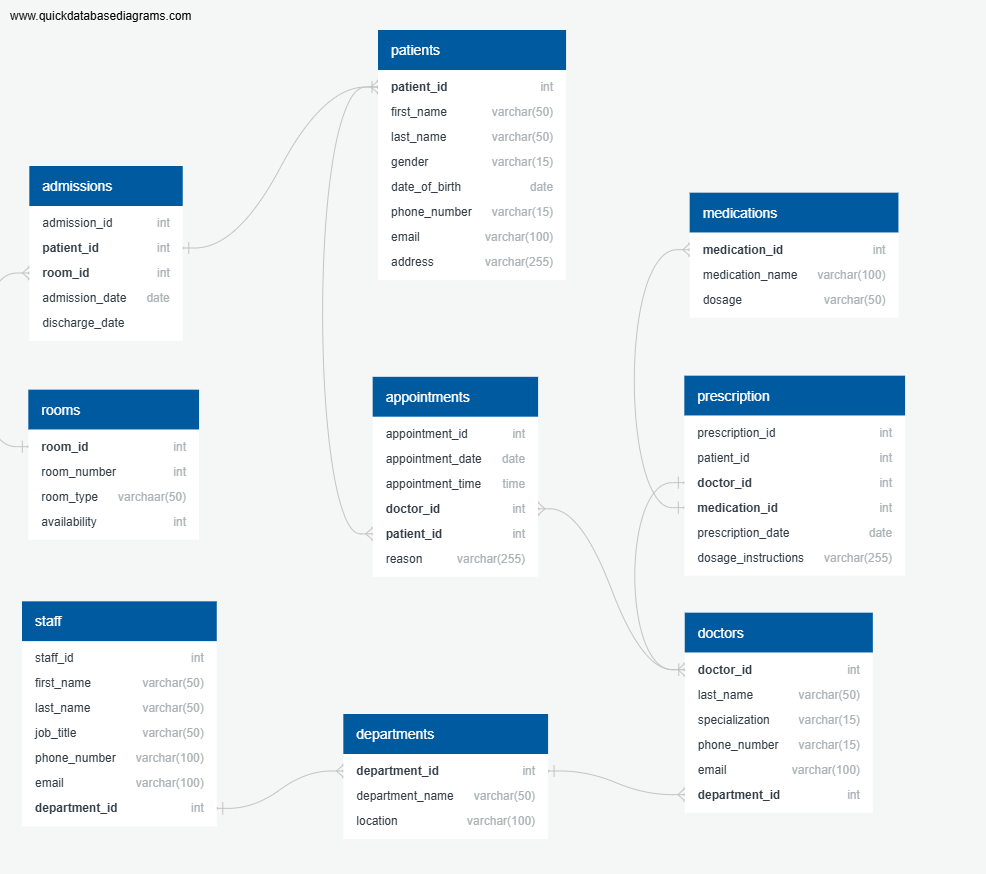 www.quickdatabasediagrams.com
patients
patient_id int
first_name varchar(50)
last_name varchar(50)
gender varchar(15)
date_of_birth date
phone_number varchar(15)
email varchar(100)
address varchar(255)
admissions
admission_id int
patient_id int
room_id int
admission_date date
discharge_date
medications
medication_id int
medication_name varchar(100)
dosage varchar(50)
rooms
room_id int
room_number int
room_type varchaar(50)
availability int
appointments
appointment_id int
appointment_date date
appointment_time time
doctor_id int
patient_id int
reason varchar(255)
prescription
prescription_id int
patient_id int
doctor_id int
medication_id int
prescription_date date
dosage_instructions varchar(255)
staff
staff_id int
first_name varchar(50)
last_name varchar(50)
job_title varchar(50)
phone_number varchar(100)
email varchar(100)
department_id int
departments
department_id int
department_name varchar(50)
location varchar(100)
doctors
doctor_id int
last_name varchar(50)
specialization varchar(15)
phone_number varchar(15)
email varchar(100)
department_id int